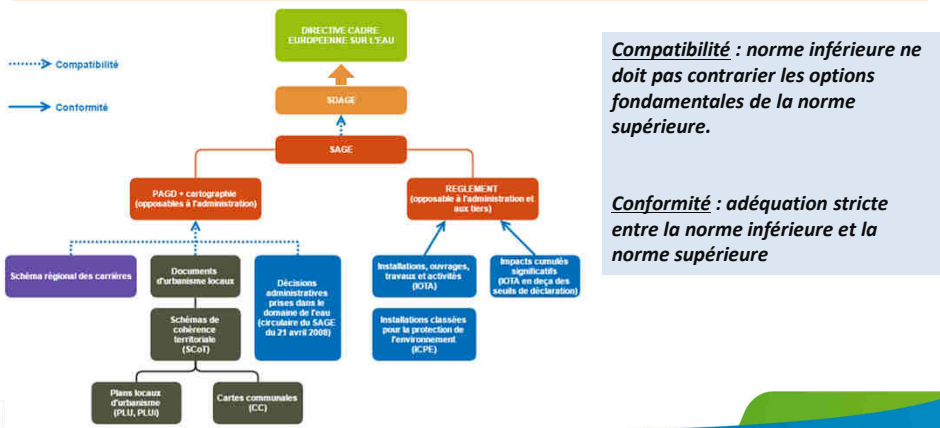 DIRECTIVE CADRE
EUROPEENNE SUR L'EAU
Compatibilité
Conformité
SDAGE
SAGE
PAGD + cartographie
(opposables à l'administration)
REGLEMENT
(opposable à l'administration et
aux tiers)
Schéma régional des carrières
Documents
d'urbanisme locaux
Décisions
administratives
prises dans le
domaine de l'eau
(circulaire du SAGE
du 21 avril 2008)
Installations, ouvrages,
travaux et activités
(IOTA)
Impacts cumulés
significatifs
(IOTA en deça des
seuils de déclaration)
Schémas de
cohérence
territoriale
(SCoT)
Installations classées
pour la protection de
l'environnement
(ICPE)
Plans locaux
d'urbanisme
(PLU, PLUi)
Cartes communales
(CC)
Compatibilité : norme inférieure ne
doit pas contrarier les options
fondamentales de la norme
supérieure.
Conformité : adéquation stricte
entre la norme inférieure et la
norme supérieure